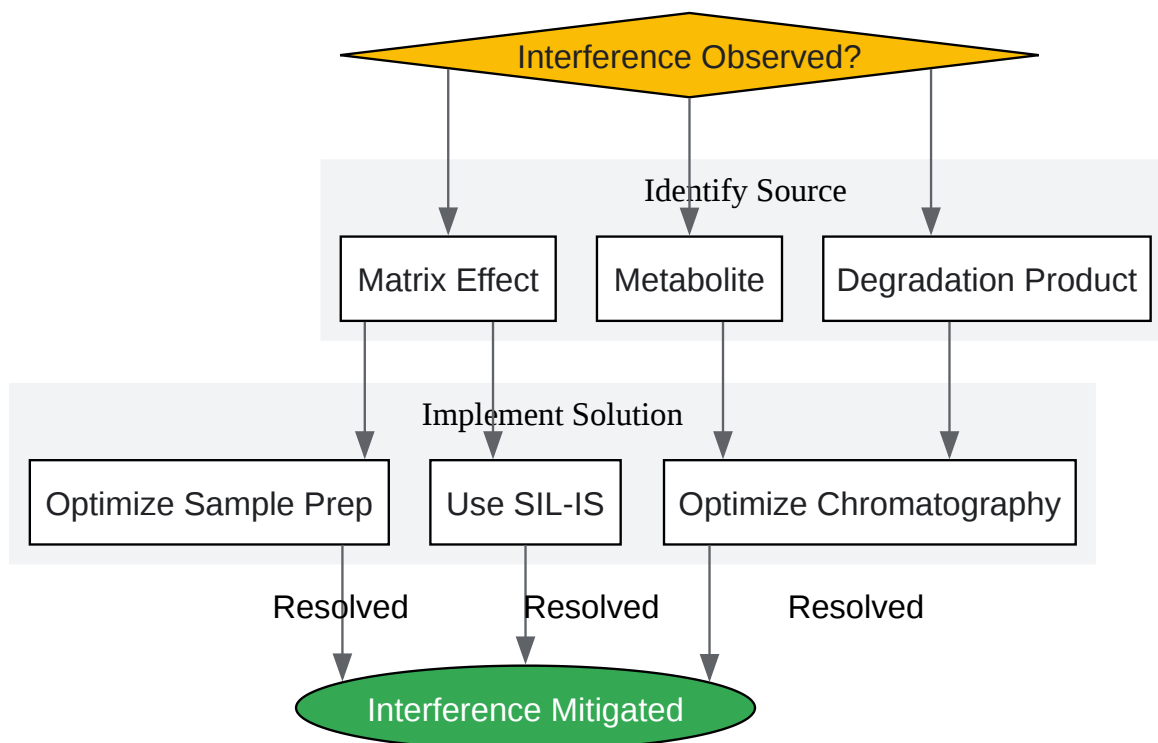 Interference Observed?
Identify Source
Matrix Effect
Metabolite
Degradation Product
Implement Solution
Optimize Sample Prep
Use SIL-IS
Optimize Chromatography
Resolved
Resolved
Resolved
Interference Mitigated